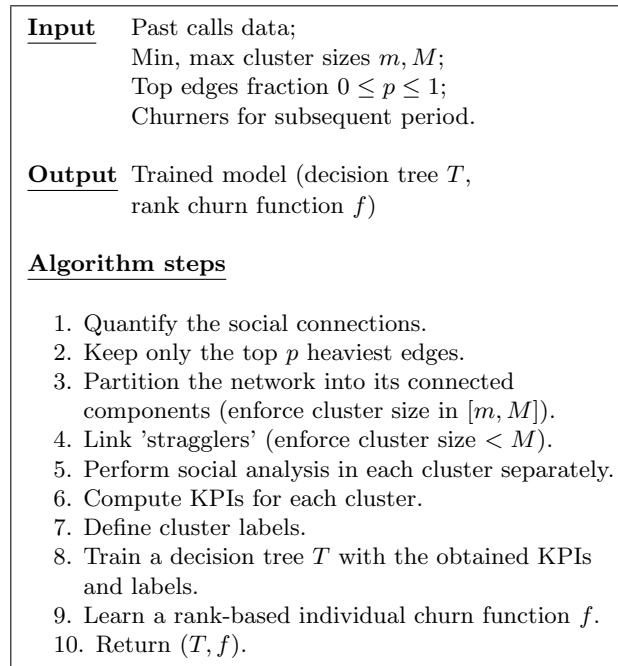 Input Past calls data;
Min, max cluster sizes m, M;
Top edges fraction 0 ≤ p ≤ 1;
Churners for subsequent period.
Output Trained model (decision tree T,
rank churn function f)
Algorithm steps
1. Quantify the social connections.
2. Keep only the top p heaviest edges.
3. Partition the network into its connected
components (enforce cluster size in [m, M]).
4. Link 'stragglers' (enforce cluster size < M).
5. Perform social analysis in each cluster separately.
6. Compute KPIs for each cluster.
7. Define cluster labels.
8. Train a decision tree T with the obtained KPIs
and labels.
9. Learn a rank-based individual churn function f.
10. Return (T, f).